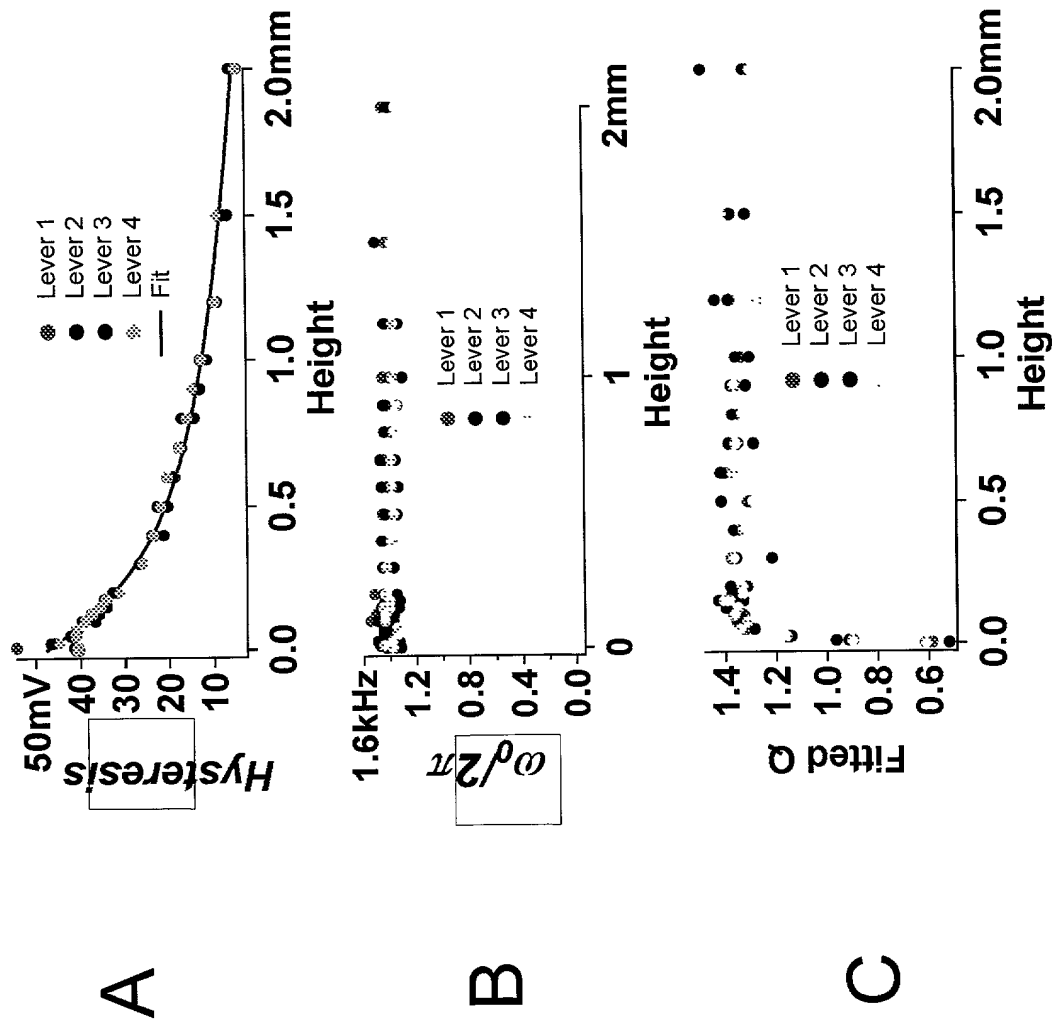 A
Hysteresis
50mV
40
30
20
10
0.0
0.5
1.0
1.5
2.0mm
Height
Lever 1
Lever 2
Lever 3
Lever 4
Fit
B
ω0/2π
1.6kHz
1.2
0.8
0.4
0.0
0
1
2mm
Height
Lever 1
Lever 2
Lever 3
Lever 4
C
Fitted Q
1.4
1.2
1.0
0.8
0.6
0.0
0.5
1.0
1.5
2.0mm
Height
Lever 1
Lever 2
Lever 3
Lever 4